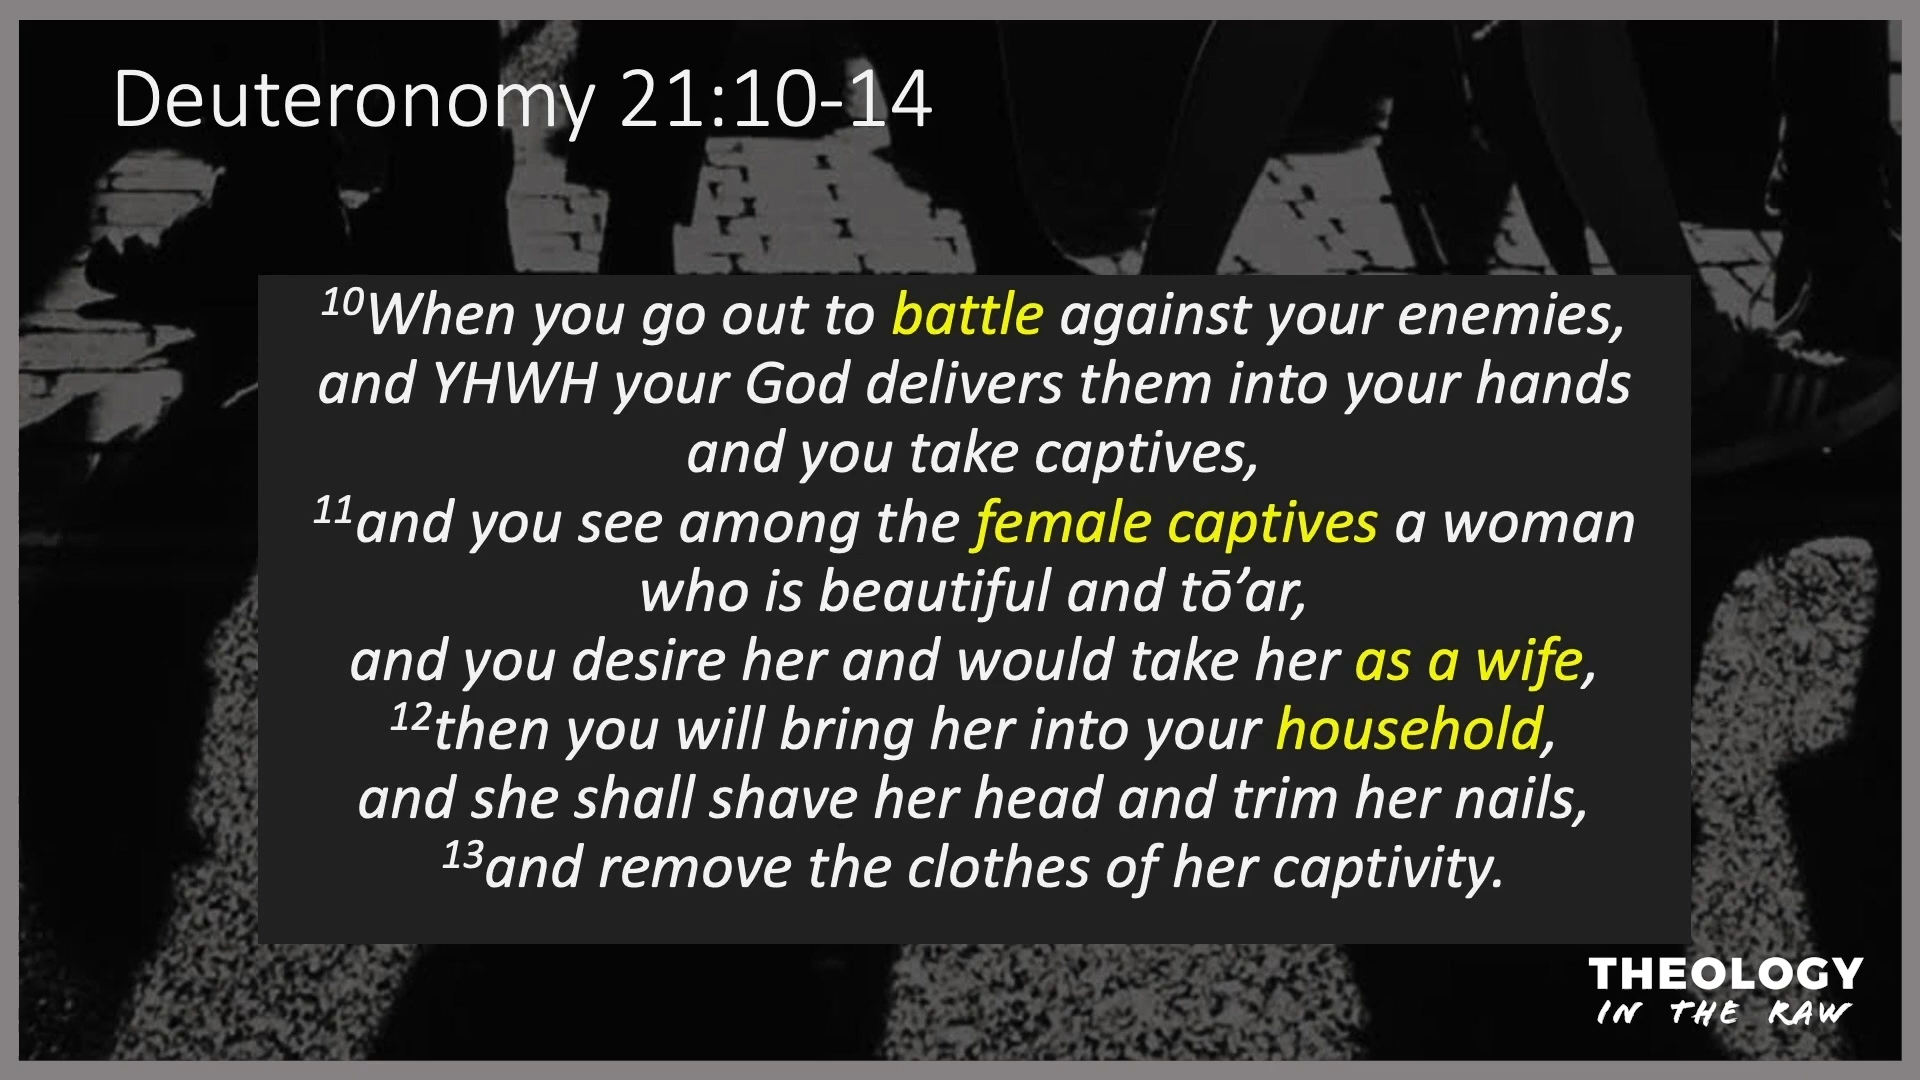 Deuteronomy 21:10-14
10When you go out to battle against your enemies,
and YHWH your God delivers them into your hands
and you take captives,
11and you see among the female captives a woman
who is beautiful and tō’ar,
and you desire her and would take her as a wife,
12then you will bring her into your household,
and she shall shave her head and trim her nails,
13and remove the clothes of her captivity.
THEOLOGY
IN THE RAW